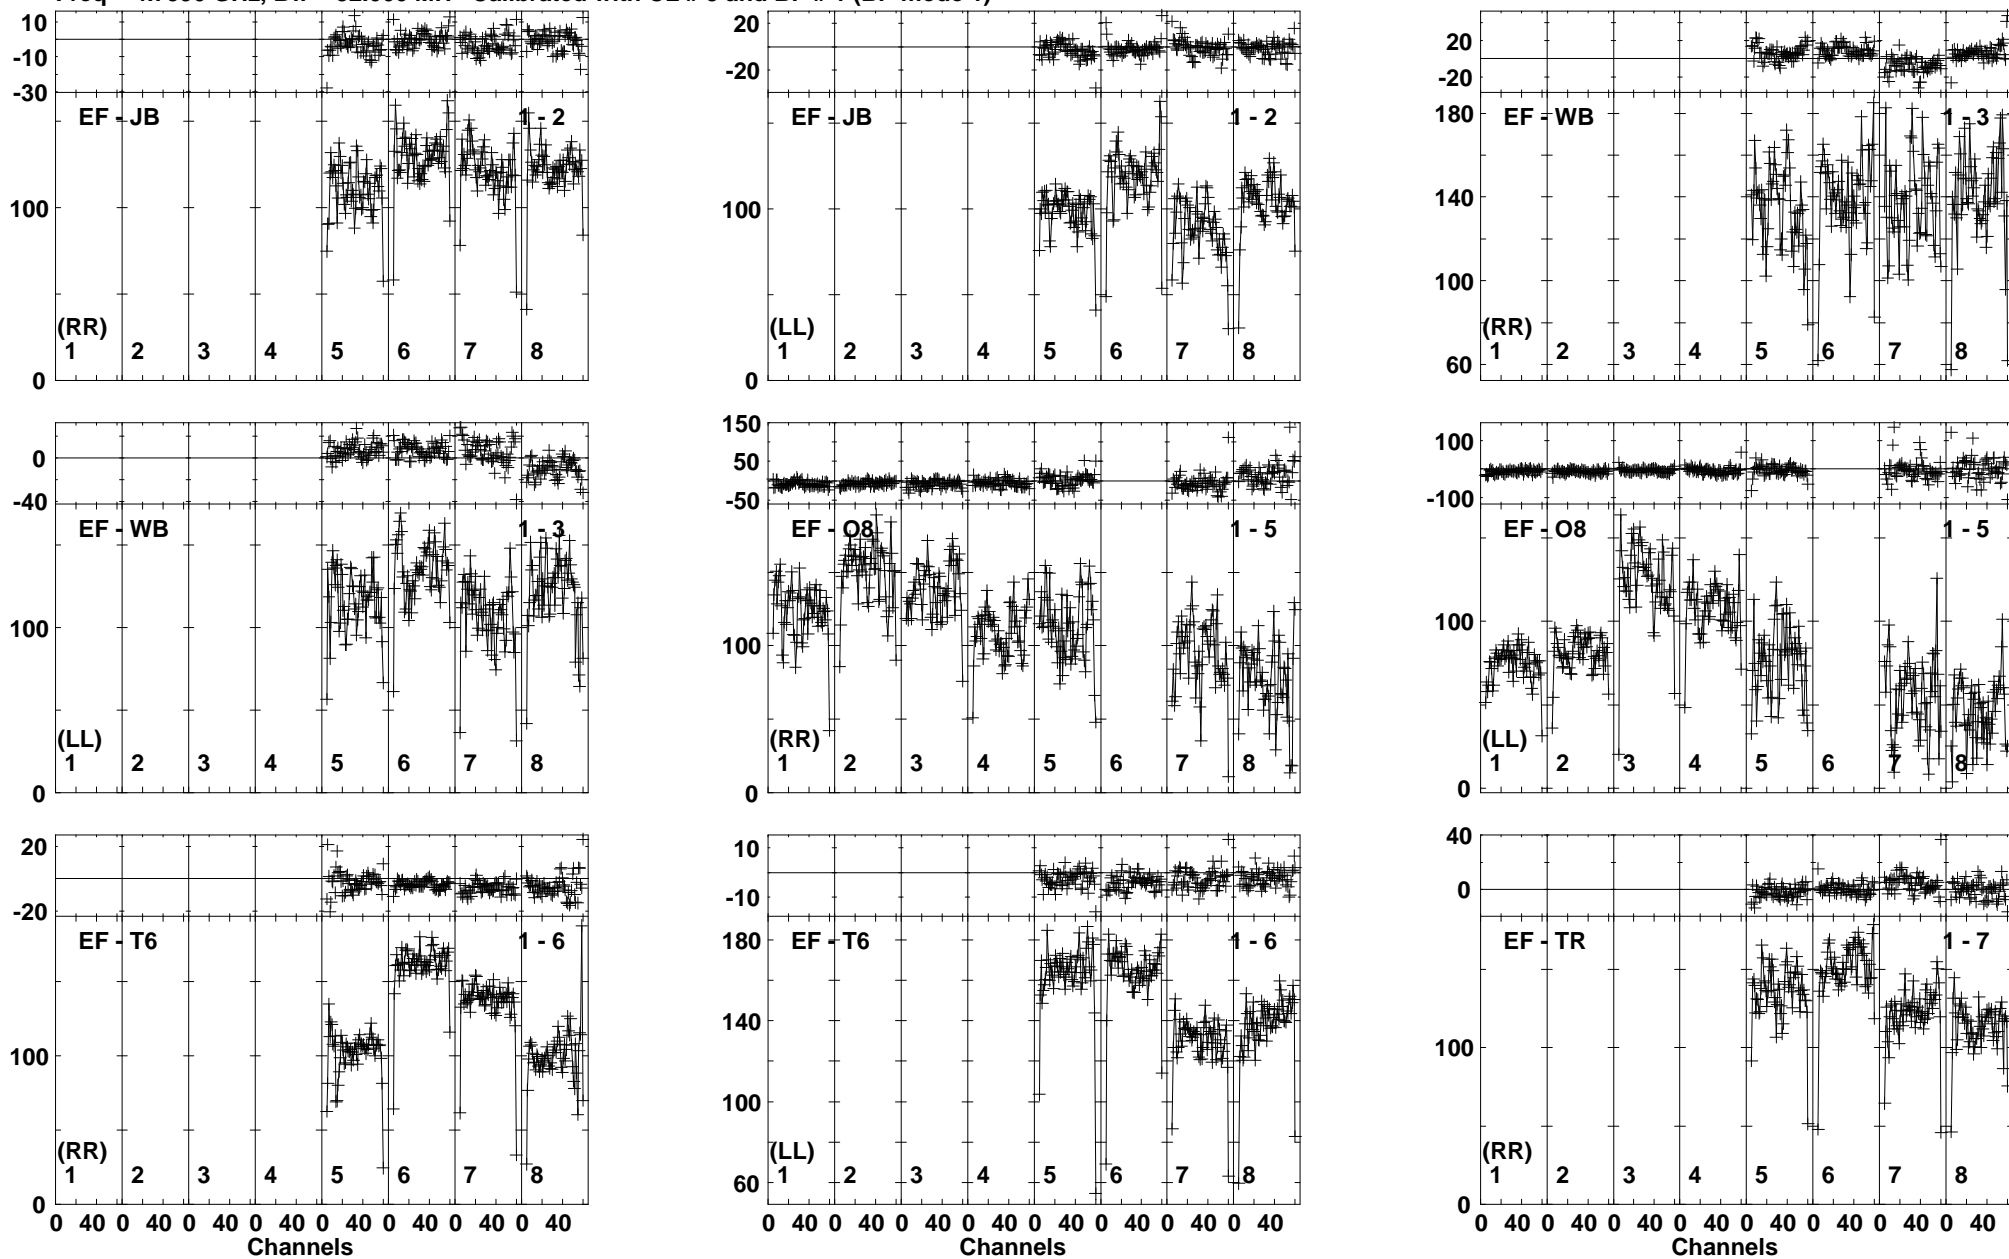 10 -10 -30
EF - JB 1 - 2
100
(RR)
1 2 3 4 5 6 7 8
0
20 -20
EF - JB 1 - 2
100
(LL)
1 2 3 4 5 6 7 8
0
20 -20
180 EF - WB 1 - 3
140
100
(RR)
1 2 3 4 5 6 7 8
60
0 -40
EF - WB 1 - 3
100
(LL)
1 2 3 4 5 6 7 8
0
150 50 -50
EF - O8 1 - 5
100
(RR)
1 2 3 4 5 6 7 8
0
100 -100
EF - O8 1 - 5
100
(LL)
1 2 3 4 5 6 7 8
0
20 -20
EF - T6 1 - 6
100
(RR)
1 2 3 4 5 6 7 8
0
0 40 0 40 0 40 0 40 0 40 0 40 0 40 0 40
Channels
10 -10
180 EF - T6 1 - 6
140
100
(LL)
1 2 3 4 5 6 7 8
60
0 40 0 40 0 40 0 40 0 40 0 40 0 40 0 40
Channels
40 0
EF - TR 1 - 7
100
(RR)
1 2 3 4 5 6 7 8
0
0 40 0 40 0 40 0 40 0 40 0 40 0 40 0 40
Channels